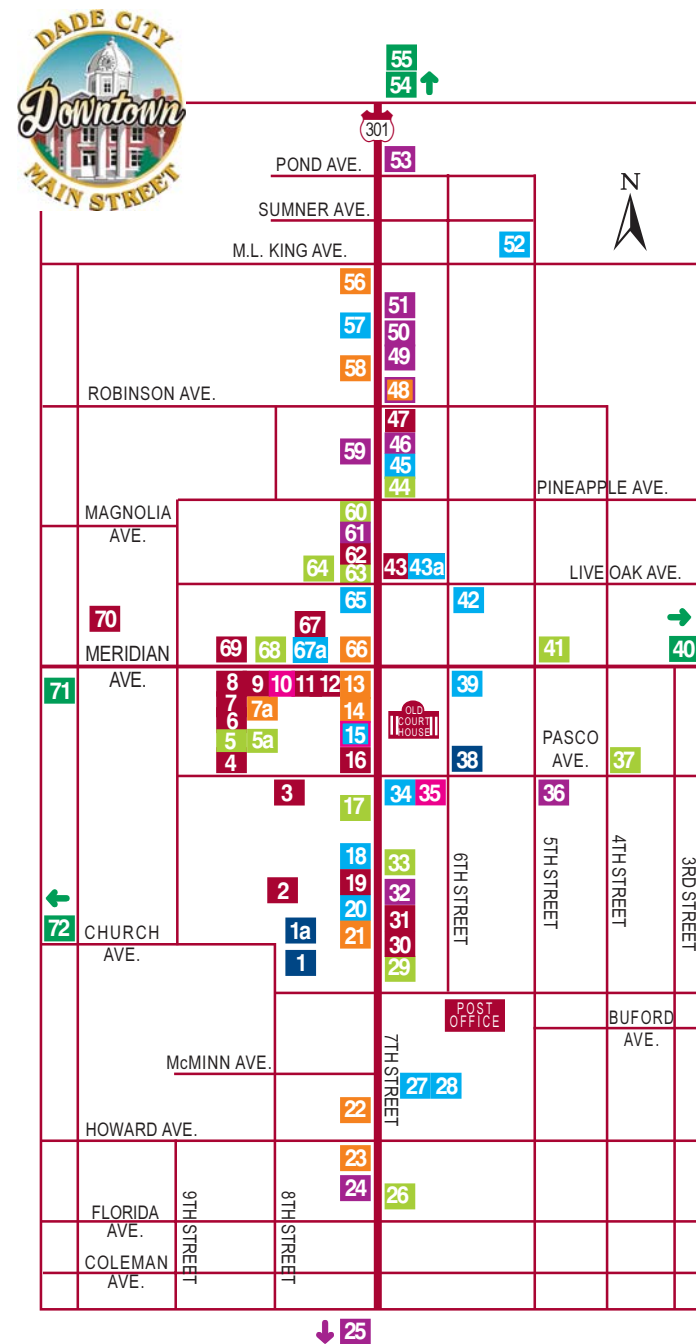 DADE CITY
Downtown
MAIN STREET
55
54
301
POND AVE.
53
N
SUMNER AVE.
M.L. KING AVE.
52
56
51
57
50
49
58
48
ROBINSON AVE.
47
59
46
45
44
PINEAPPLE AVE.
MAGNOLIA
AVE.
60
61
62
64
63
43
43a
LIVE OAK AVE.
65
42
70
67
MERIDIAN
AVE.
69
68
67a
66
41
40
71
8
9
10
11
12
13
39
7
7a
14
OLD
COURT
HOUSE
6
5
5a
15
PASCO
AVE.
4
16
38
37
3
17
34
35
36
6TH STREET
5TH STREET
4TH STREET
3RD STREET
18
33
2
19
32
72
CHURCH
AVE.
1a
20
31
21
30
1
29
POST
OFFICE
BUFORD
AVE.
7TH STREET
McMINN AVE.
27
28
22
HOWARD AVE.
23
24
26
9TH STREET
8TH STREET
FLORIDA
AVE.
COLEMAN
AVE.
25